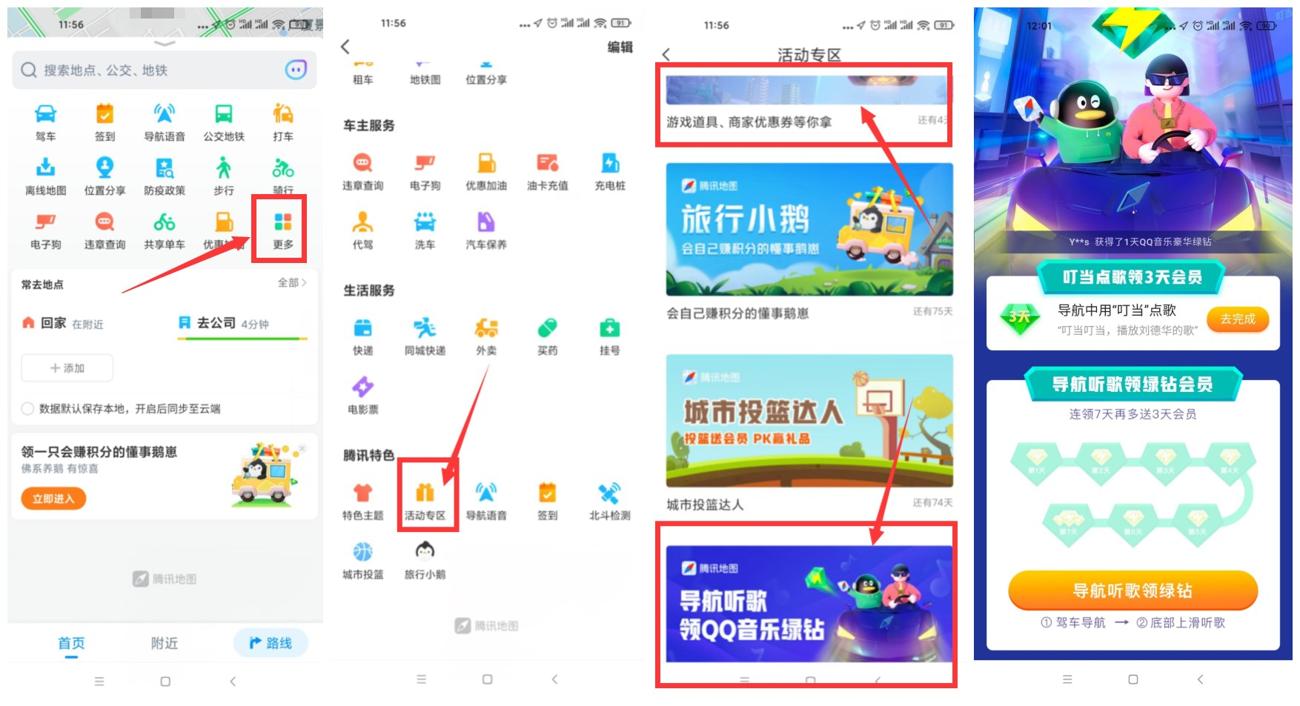 11:56
搜索地点、公交、地铁
驾车
签到
导航语音
公交地铁
打车
离线地图
位置分享
防疫政策
步行
骑行
电子狗
违章查询
共享单车
更多
常去地点
全部
回家 在附近
去公司 4分钟
+ 添加
数据默认保存本地，开启后同步至云端
领一只会赚积分的懂事鹅崽
佛系养鹅 有惊喜
立即进入
腾讯地图
首页
附近
路线
11:56
91
编辑
租车
地铁图
位置分享
车主服务
违章查询
电子狗
优惠加油
油卡充值
充电桩
代驾
洗车
汽车保养
生活服务
快递
同城快递
外卖
买药
挂号
电影票
腾讯特色
特色主题
活动专区
导航语音
签到
北斗检测
城市投篮
旅行小鹅
腾讯地图
11:56
91
活动专区
游戏道具、商家优惠券等你拿
还有4天
腾讯地图
旅行小鹅
会自己赚积分的懂事鹅崽
会自己赚积分的懂事鹅崽
还有75天
腾讯地图
城市投篮达人
投篮送会员 PK赢礼品
城市投篮达人
还有74天
腾讯地图
导航听歌
领QQ音乐绿钻
12:01
90
Y**s 获得了1天QQ音乐豪华绿钻
叮当点歌领3天会员
3天
导航中用“叮当”点歌
“叮当叮当，播放刘德华的歌”
去完成
导航听歌领绿钻会员
连领7天再多送3天会员
第1天
第2天
第3天
第4天
第7天
第6天
第5天
导航听歌领绿钻
① 驾车导航 → ② 底部上滑听歌